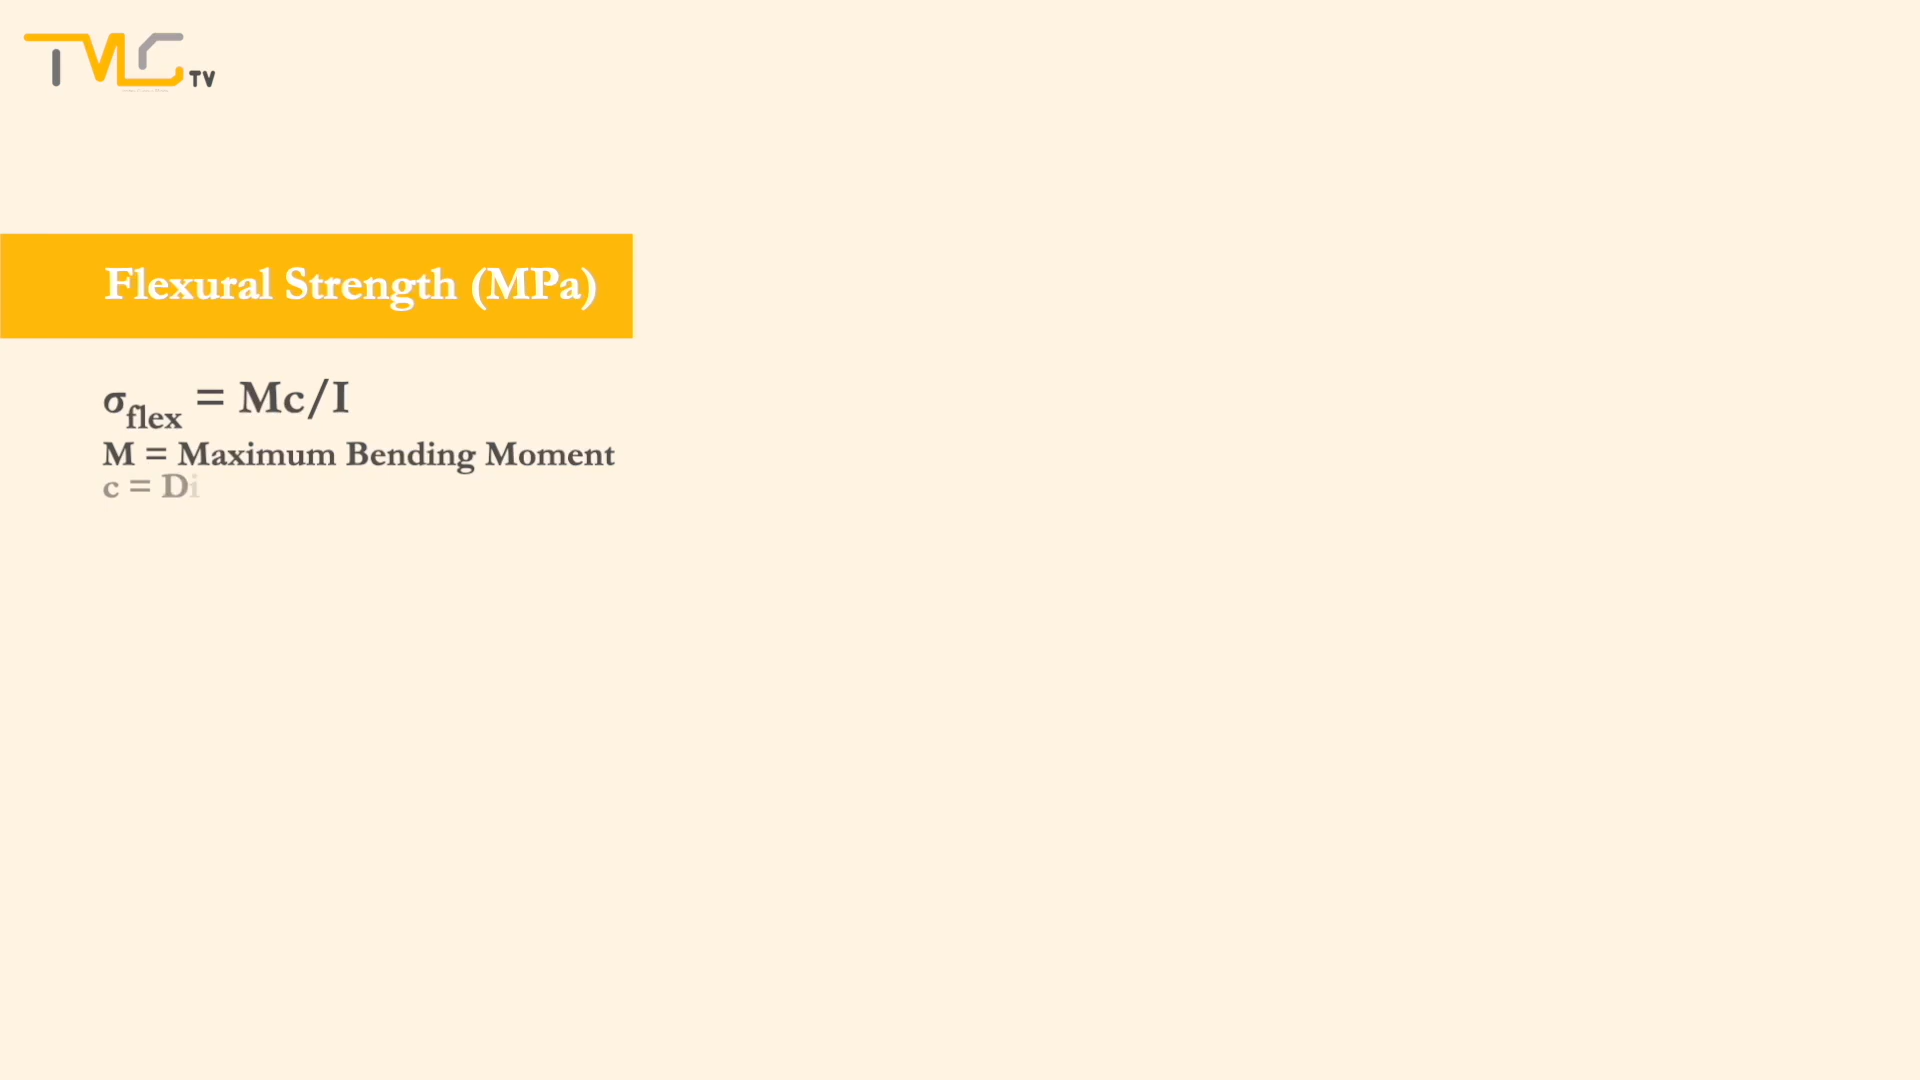 TMC TV
Flexural Strength (MPa)
σflex = Mc/I
M = Maximum Bending Moment
c = Di